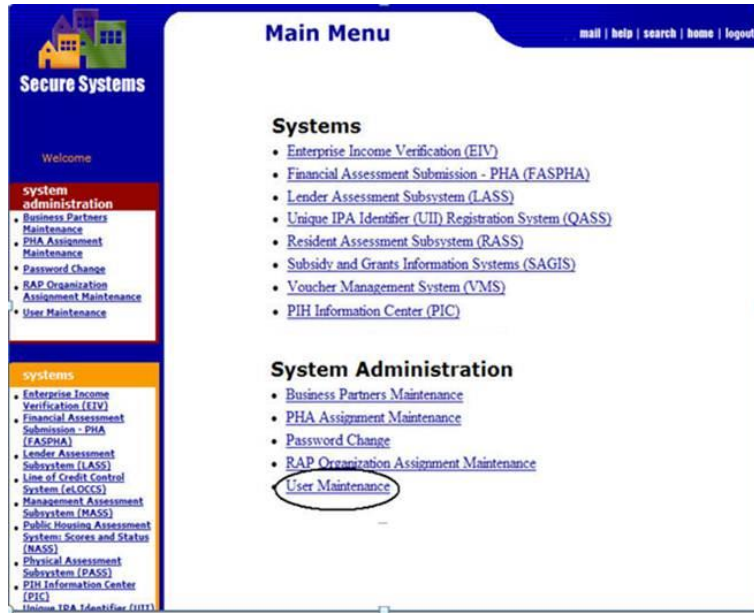 Secure Systems
Welcome
system
administration
Business Partners
Maintenance
PHA Assignment
Maintenance
Password Change
RAP Organization
Assignment Maintenance
User Maintenance
systems
Enterprise Income
Verification (EIV)
Financial Assessment
Submission - PHA
(FASPHA)
Lender Assessment
Subsystem (LASS)
Line of Credit Control
System (eLOCCS)
Management Assessment
Subsystem (MASS)
Public Housing Assessment
System: Scores and Status
(NASS)
Physical Assessment
Subsystem (PASS)
PIH Information Center
(PIC)
Unique IPA Identifier (UII)
Main Menu
mail | help | search | home | logout
Systems
Enterprise Income Verification (EIV)
Financial Assessment Submission - PHA (FASPHA)
Lender Assessment Subsystem (LASS)
Unique IPA Identifier (UII) Registration System (QASS)
Resident Assessment Subsystem (RASS)
Subsidy and Grants Information Systems (SAGIS)
Voucher Management System (VMS)
PIH Information Center (PIC)
System Administration
Business Partners Maintenance
PHA Assignment Maintenance
Password Change
RAP Organization Assignment Maintenance
User Maintenance